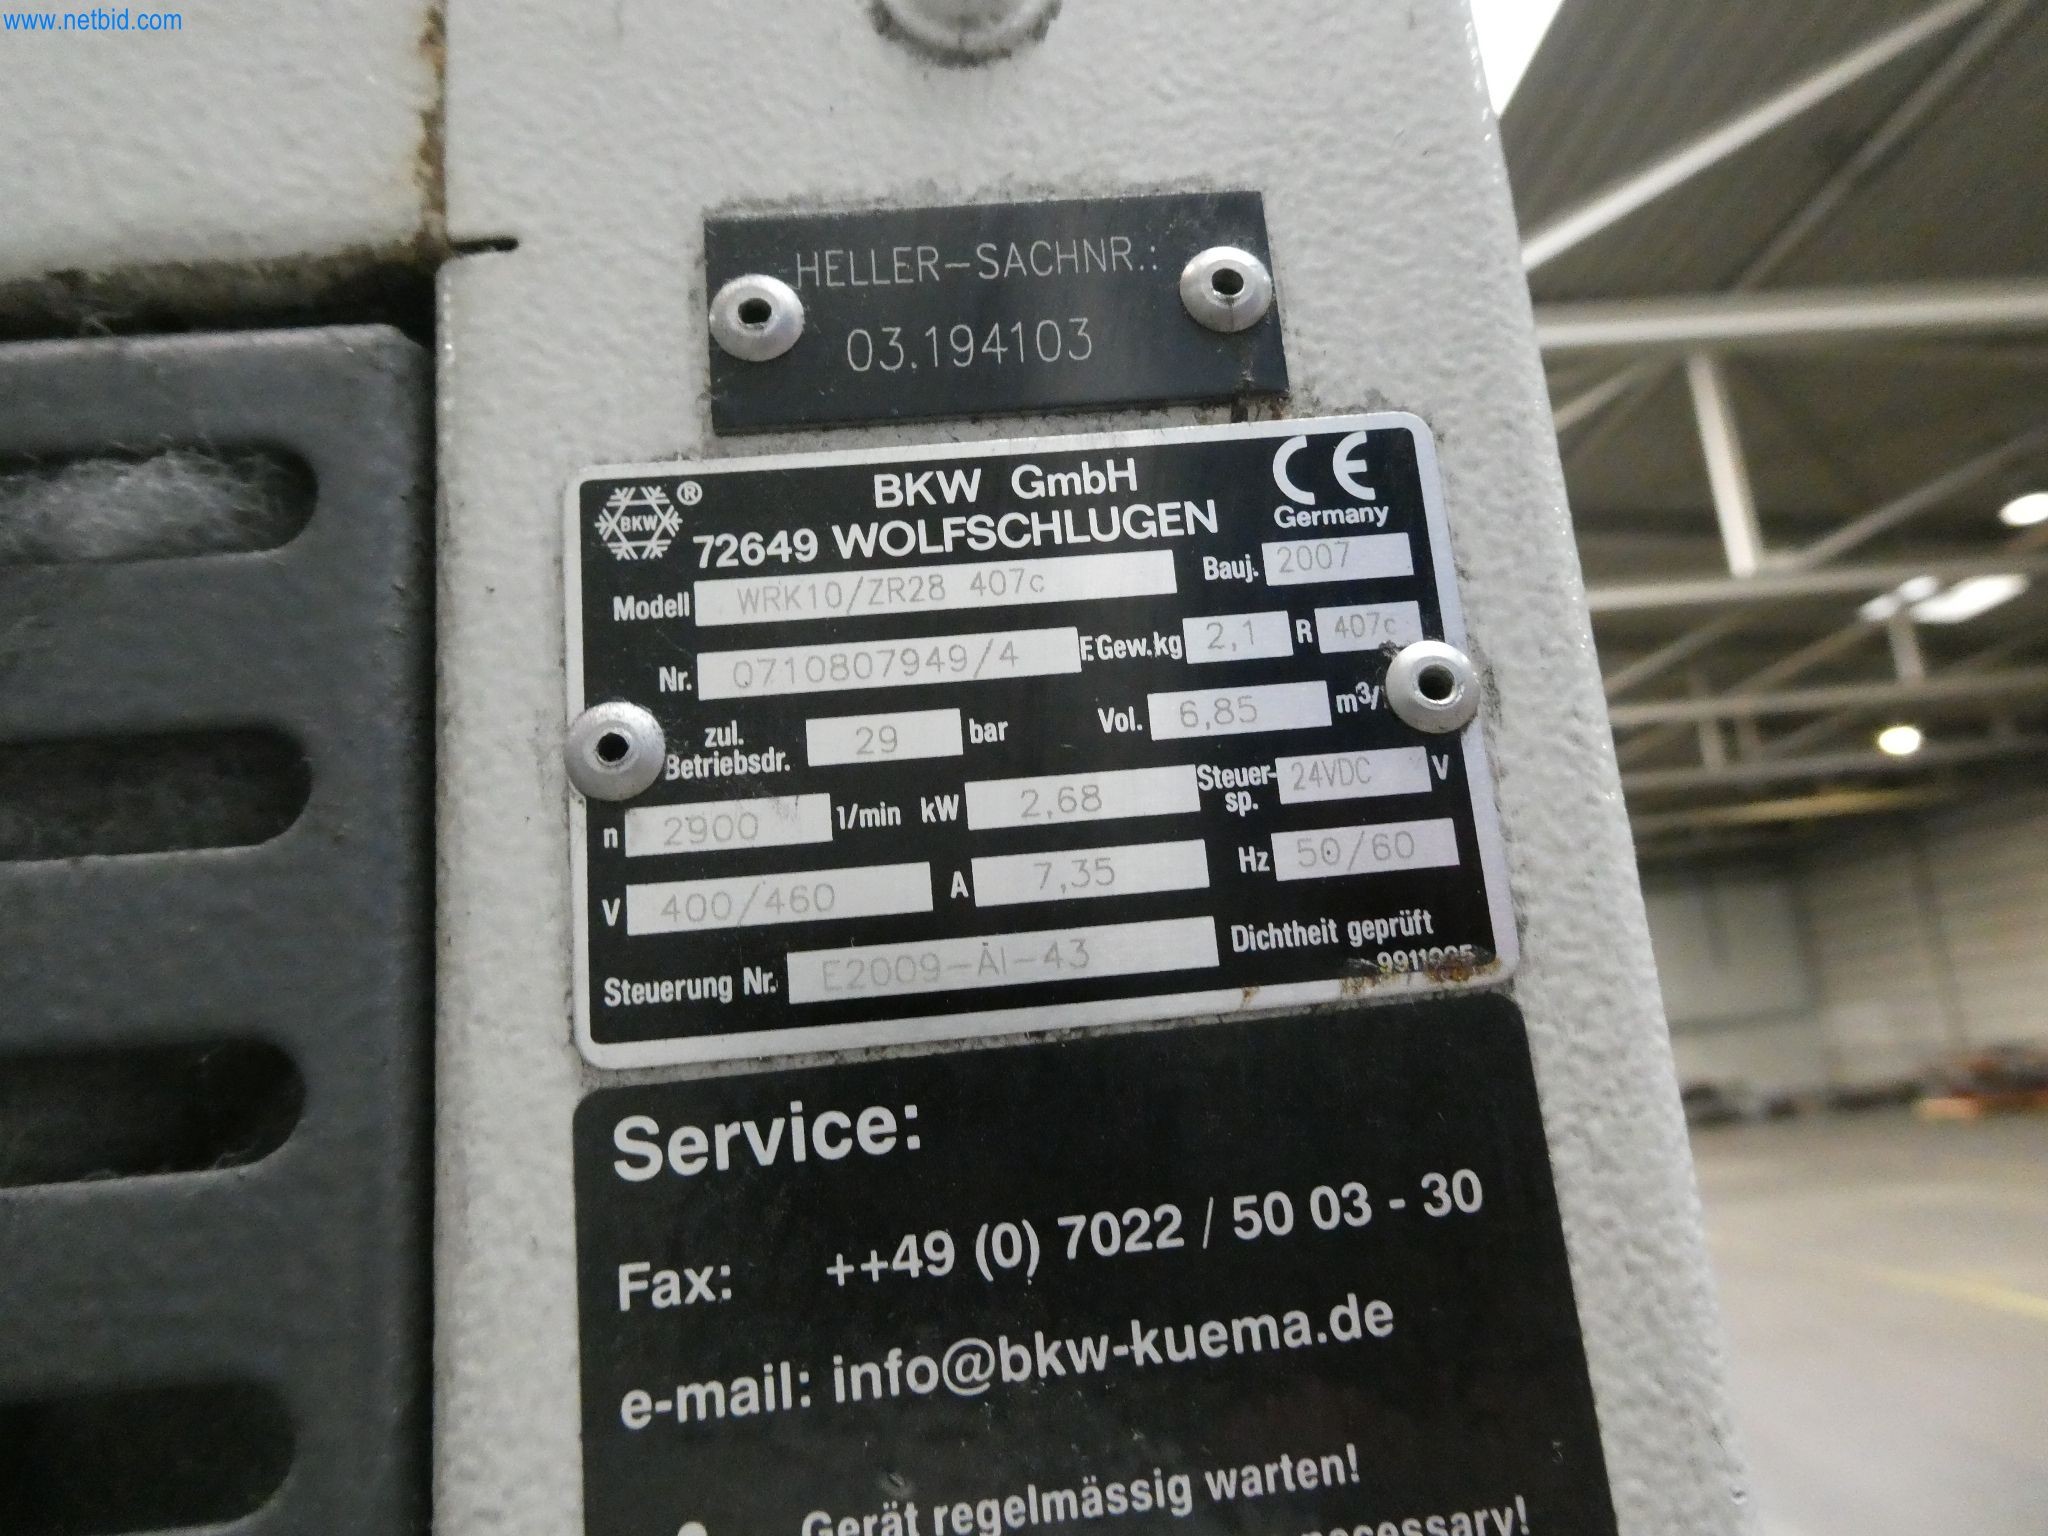 www.netbid.com
HELLER-SACHNR.:
03.194103
BKW ® BKW GmbH CE
72649 WOLFSCHLUGEN Germany
Modell WRK10/ZR28 407c Bauj. 2007
Nr. 0710807949/4 F.Gew.kg 2,1 R 407c
zul. Betriebsdr. 29 bar Vol. 6,85 m³/
n 2900 1/min kW 2,68 Steuer-sp. 24VDC V
V 400/460 A 7,35 Hz 50/60
Steuerung Nr. E2009-AI-43 Dichtheit geprüft
Service:
Fax: ++49 (0) 7022 / 50 03 - 30
e-mail: info@bkw-kuema.de
Gerät regelmässig warten!
necessary!